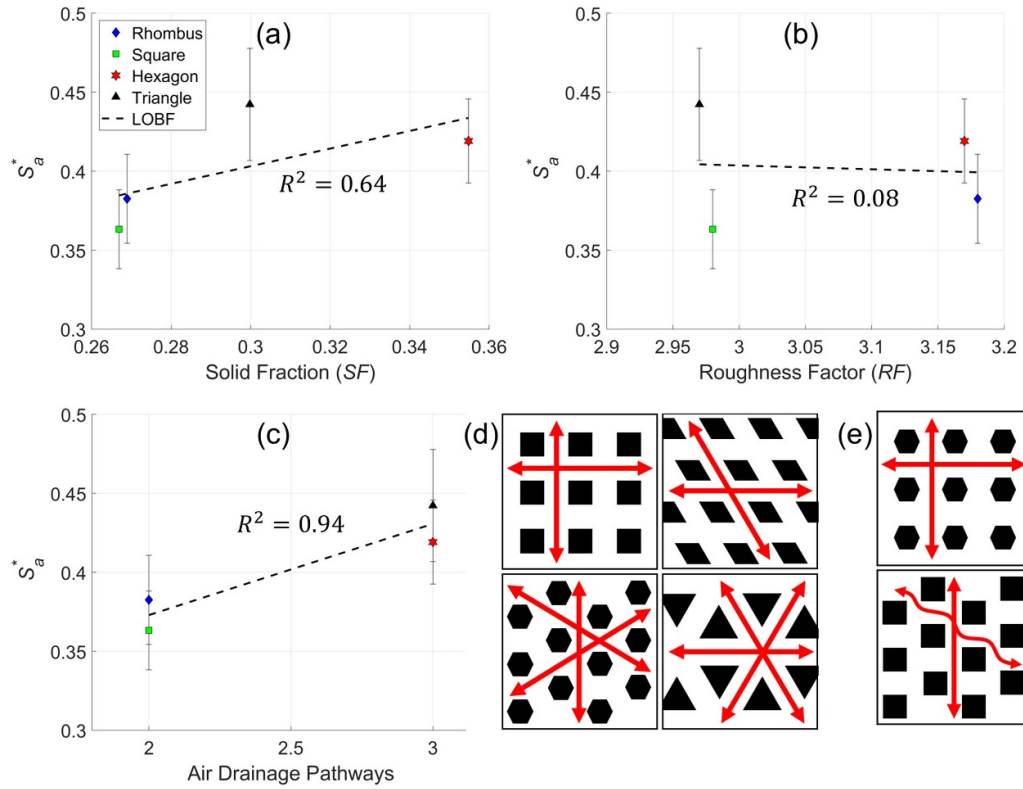 0.5
0.45
0.4
0.35
0.3
S*a
(a)
Rhombus
Square
Hexagon
Triangle
LOBF
R² = 0.64
0.26
0.28
0.3
0.32
0.34
0.36
Solid Fraction (SF)
0.5
0.45
0.4
0.35
0.3
S*a
(b)
R² = 0.08
2.9
2.95
3
3.05
3.1
3.15
3.2
Roughness Factor (RF)
0.5
0.45
0.4
0.35
0.3
S*a
(c)
R² = 0.94
2
2.5
3
Air Drainage Pathways
(d)
(e)